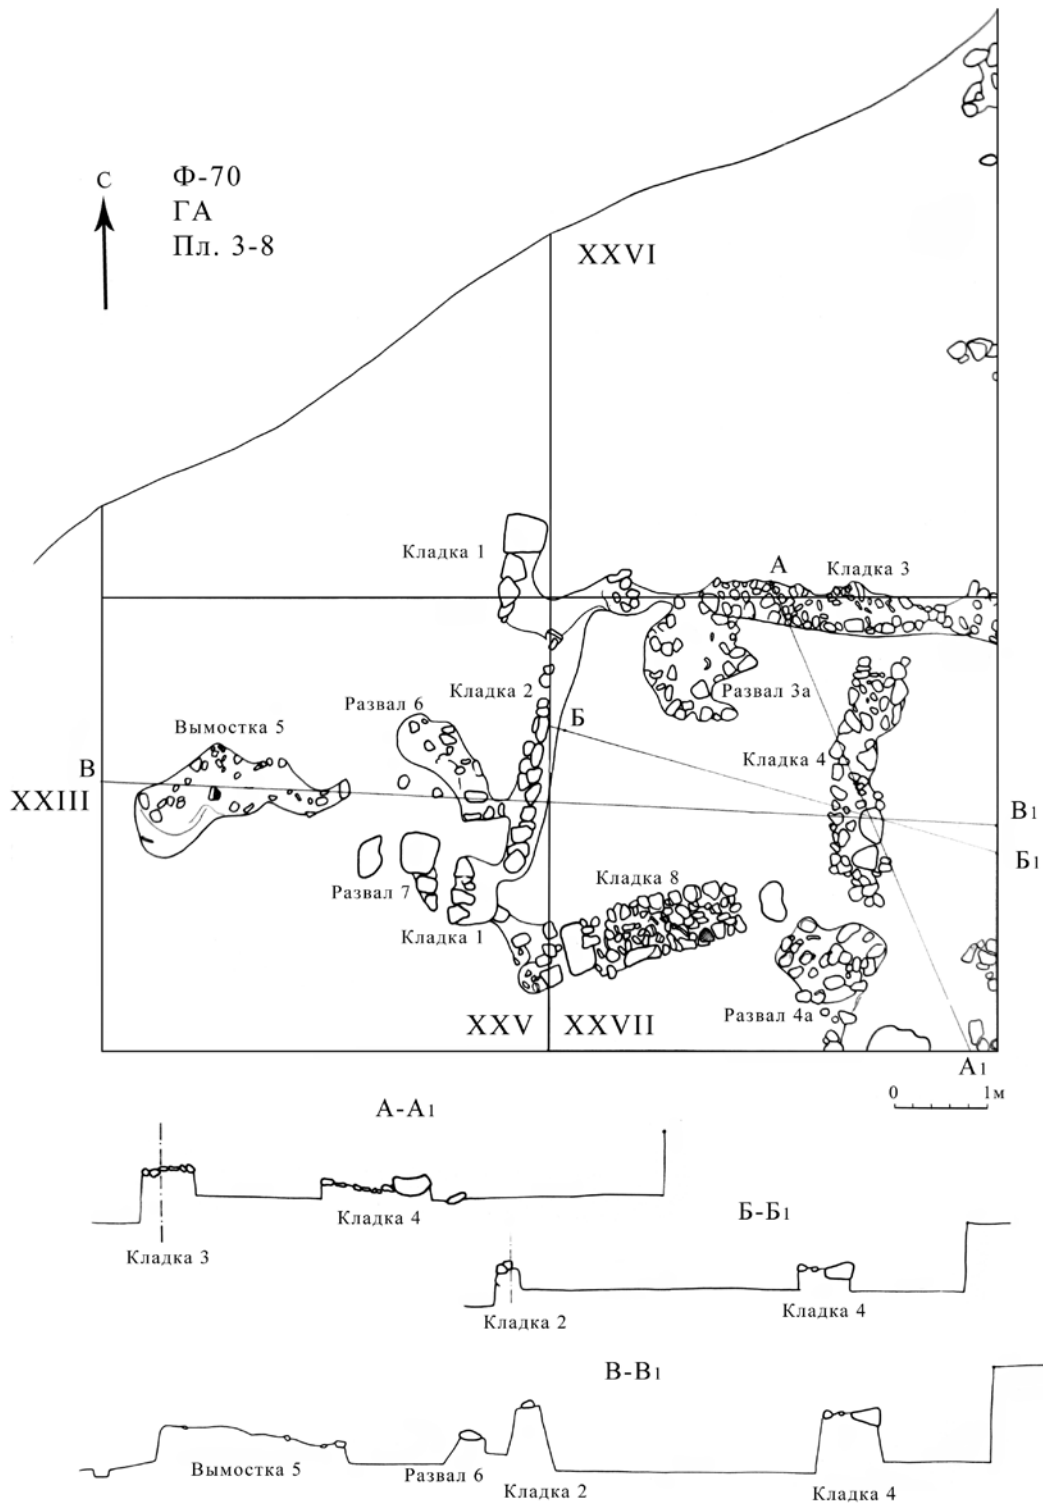 С
Ф-70
ГА
Пл. 3-8
XXVI
Кладка 1
А
Кладка 3
Кладка 2
Развал 3а
Развал 6
Б
Вымостка 5
Кладка 4
В
XXIII
В1
Б1
Развал 7
Кладка 8
Кладка 1
XXV
XXVII
Развал 4а
А1
0
1м
А-А1
Кладка 4
Б-Б1
Кладка 3
Кладка 2
Кладка 4
В-В1
Вымостка 5
Развал 6
Кладка 2
Кладка 4